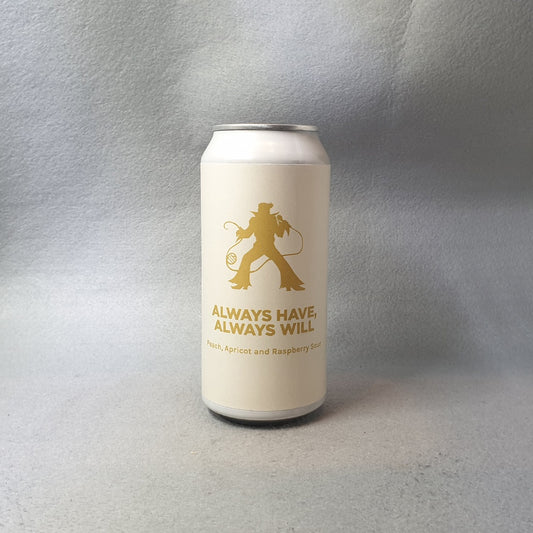 ALWAYS HAVE,
ALWAYS WILL
Peach, Apricot and Raspberry Sour